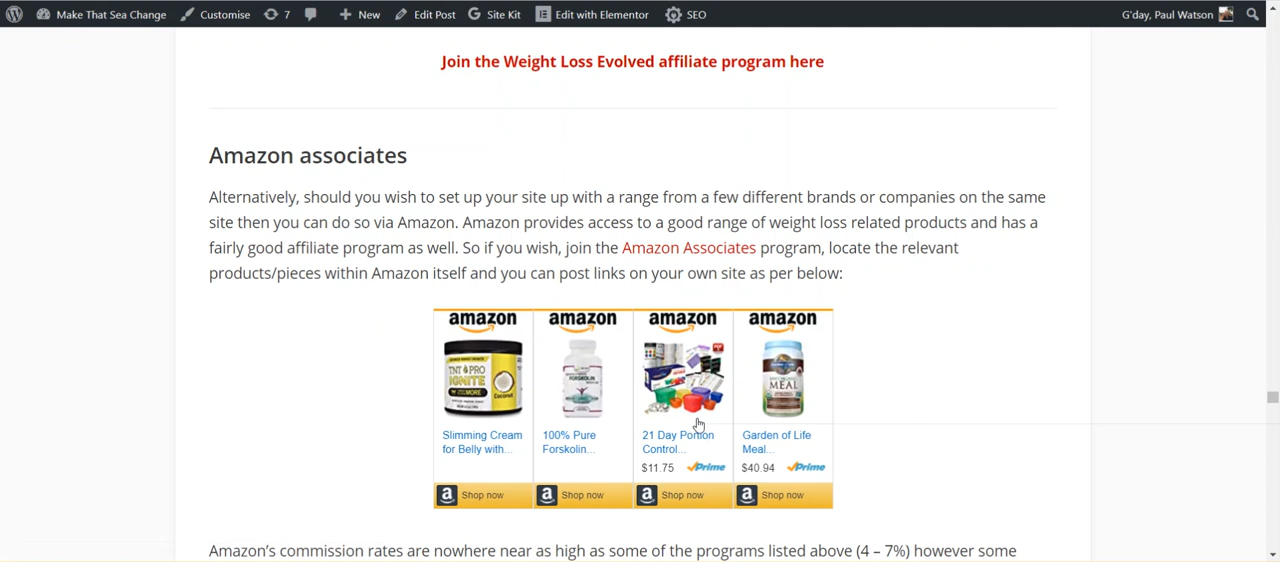 Make That Sea Change Customise 7 New Edit Post Site Kit Edit with Elementor SEO G'day, Paul Watson
Join the Weight Loss Evolved affiliate program here
Amazon associates
Alternatively, should you wish to set up your site up with a range from a few different brands or companies on the same
site then you can do so via Amazon. Amazon provides access to a good range of weight loss related products and has a
fairly good affiliate program as well. So if you wish, join the Amazon Associates program, locate the relevant
products/pieces within Amazon itself and you can post links on your own site as per below:
amazon amazon amazon amazon
TNT PRO
IGNITE
Coconut
FORSKOLIN
MEAL
Slimming Cream
for Belly with...
100% Pure
Forskolin...
21 Day Portion
Control...
$11.75 Prime
Garden of Life
Meal...
$40.94 Prime
Shop now Shop now Shop now Shop now
Amazon's commission rates are nowhere near as high as some of the programs listed above (4 – 7%) however some